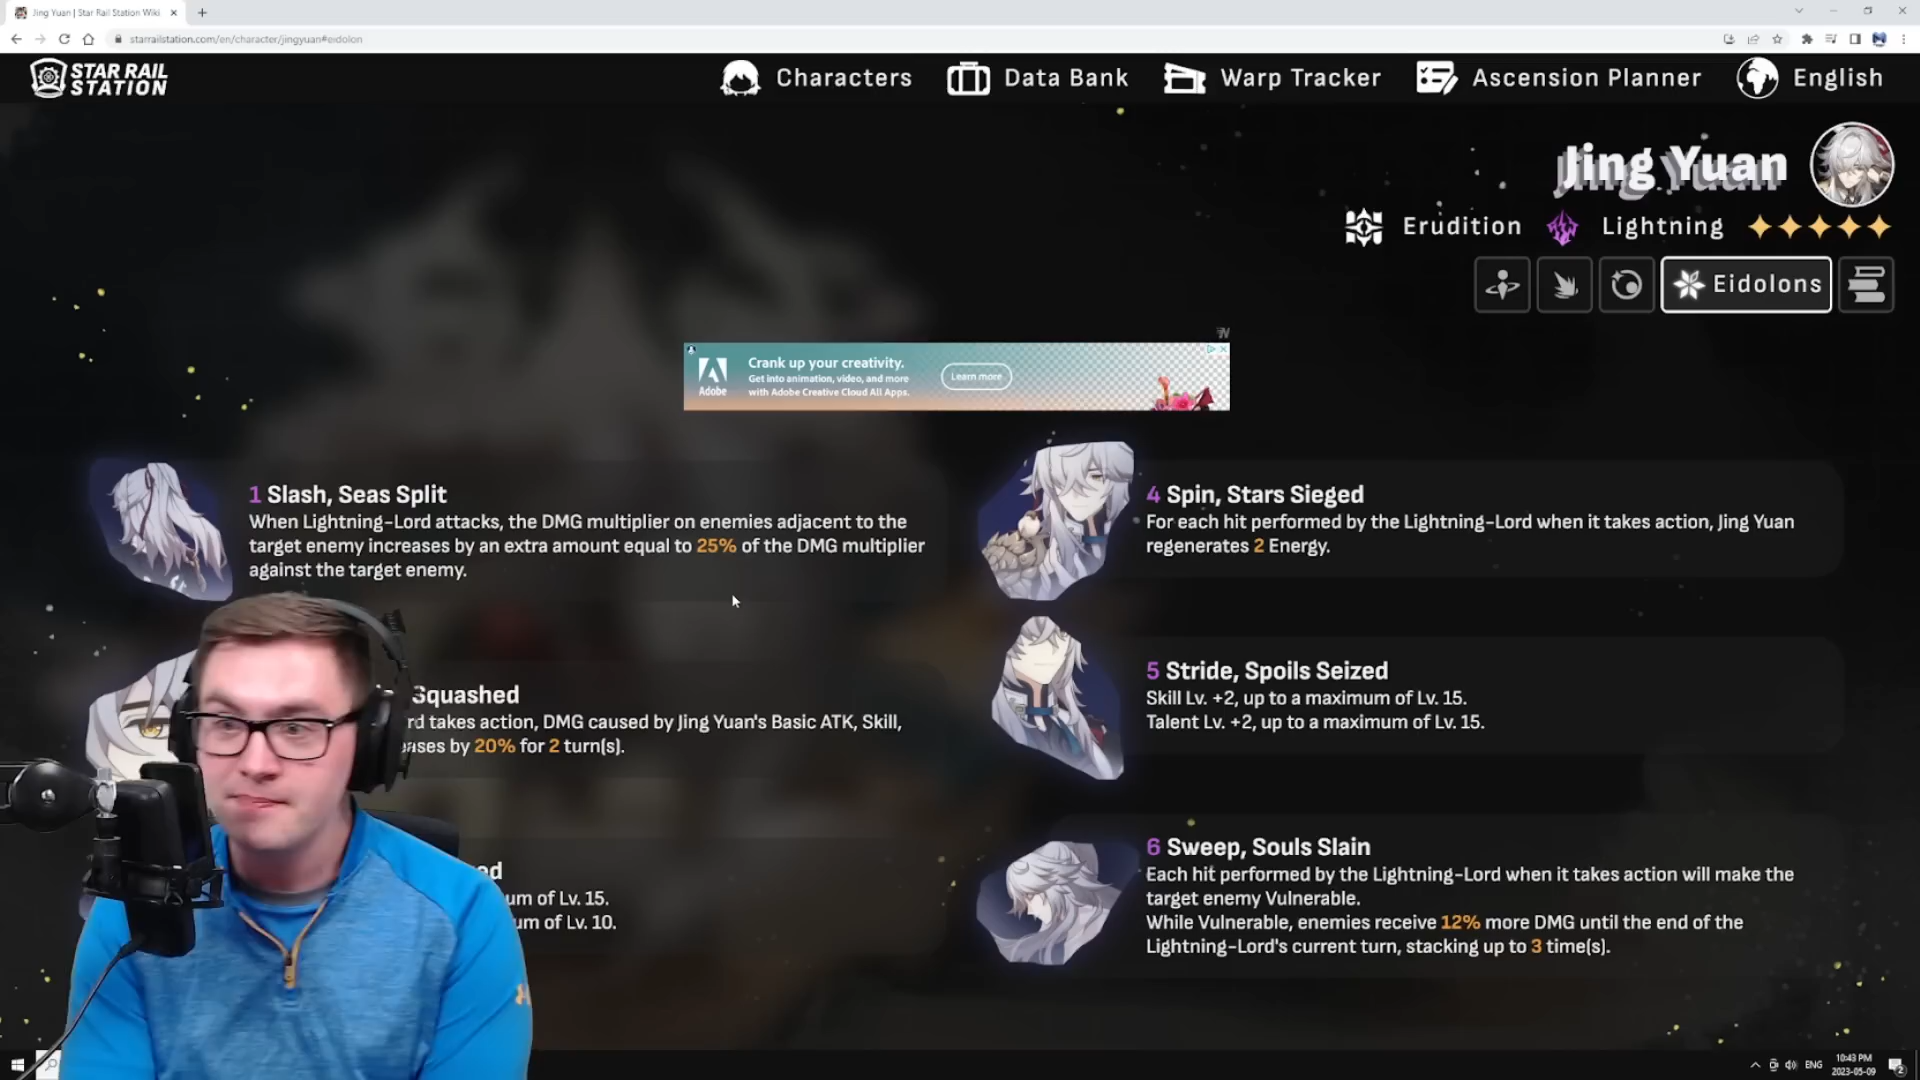 Jing Yuan | Star Rail Station Wiki
starrailstation.com/en/character/jingyuan#eidolon
STAR RAIL
STATION
Characters
Data Bank
Warp Tracker
Ascension Planner
English
Jing Yuan
Erudition
Lightning
Eidolons
Adobe
Crank up your creativity.
Get into animation, video, and more
with Adobe Creative Cloud All Apps.
Learn more
1 Slash, Seas Split
When Lightning-Lord attacks, the DMG multiplier on enemies adjacent to the
target enemy increases by an extra amount equal to 25% of the DMG multiplier
against the target enemy.
Squashed
rd takes action, DMG caused by Jing Yuan's Basic ATK, Skill,
eases by 20% for 2 turn(s).
ed
um of Lv. 15.
um of Lv. 10.
4 Spin, Stars Sieged
For each hit performed by the Lightning-Lord when it takes action, Jing Yuan
regenerates 2 Energy.
5 Stride, Spoils Seized
Skill Lv. +2, up to a maximum of Lv. 15.
Talent Lv. +2, up to a maximum of Lv. 15.
6 Sweep, Souls Slain
Each hit performed by the Lightning-Lord when it takes action will make the
target enemy Vulnerable.
While Vulnerable, enemies receive 12% more DMG until the end of the
Lightning-Lord's current turn, stacking up to 3 time(s).
ENG
10:43 PM
2023-05-09
2